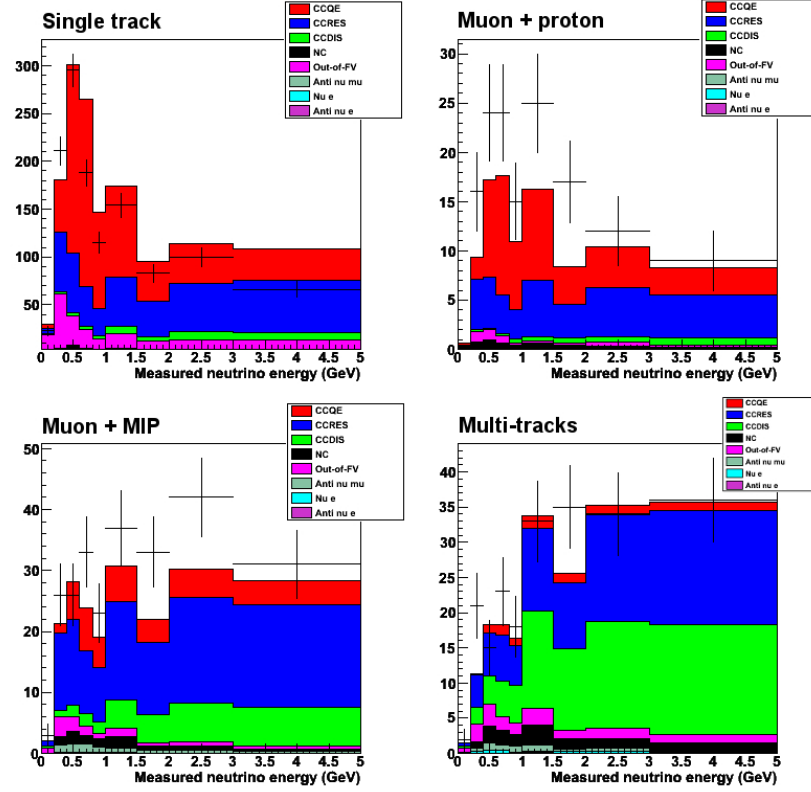 Single track
CCQE
CCRES
CCDIS
NC
Out-of-FV
Anti nu mu
Nu e
Anti nu e
300
250
200
150
100
50
0 0.5 1 1.5 2 2.5 3 3.5 4 4.5 5
Measured neutrino energy (GeV)
Muon + proton
CCQE
CCRES
CCDIS
NC
Out-of-FV
Anti nu mu
Nu e
Anti nu e
30
25
20
15
10
5
0
0 0.5 1 1.5 2 2.5 3 3.5 4 4.5 5
Measured neutrino energy (GeV)
Muon + MIP
CCQE
CCRES
CCDIS
NC
Out-of-FV
Anti nu mu
Nu e
Anti nu e
50
40
30
20
10
0
0 0.5 1 1.5 2 2.5 3 3.5 4 4.5 5
Measured neutrino energy (GeV)
Multi-tracks
CCQE
CCRES
CCDIS
NC
Out-of-FV
Anti nu mu
Nu e
Anti nu e
40
35
30
25
20
15
10
5
0
0 0.5 1 1.5 2 2.5 3 3.5 4 4.5 5
Measured neutrino energy (GeV)